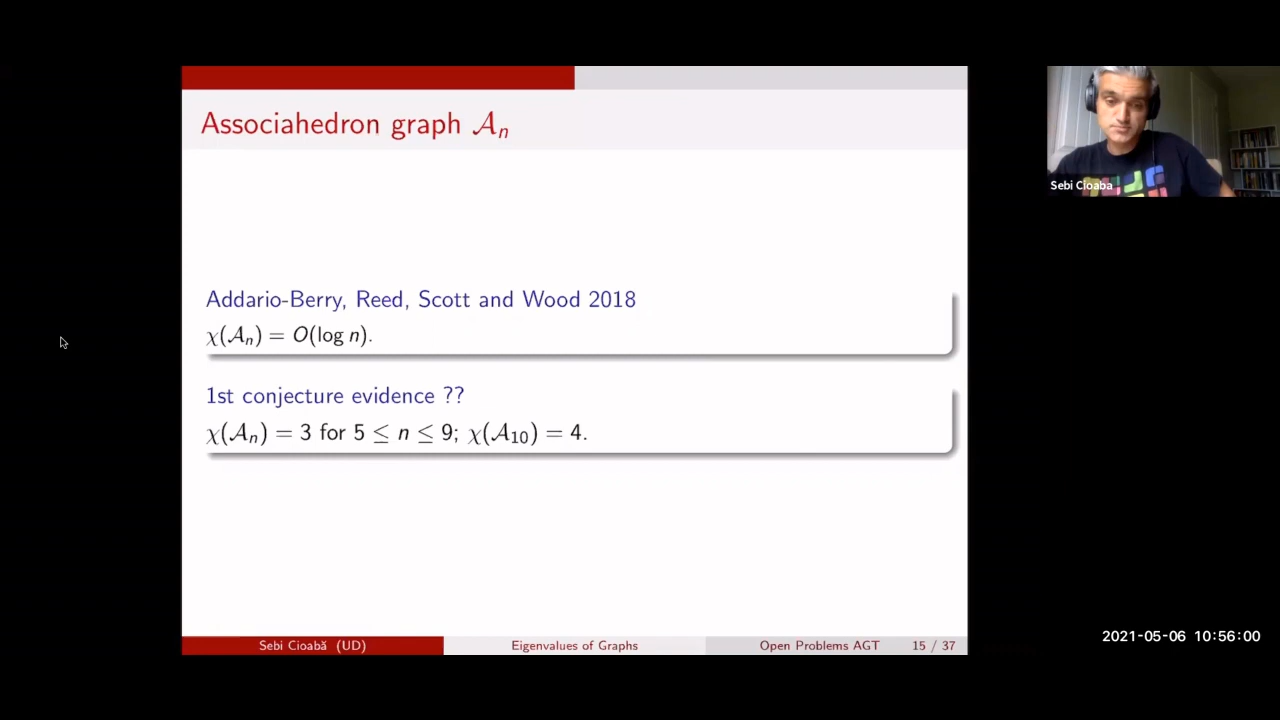 Associahedron graph 𝒜ₙ
Addario-Berry, Reed, Scott and Wood 2018
χ(𝒜ₙ) = O(log n).
1st conjecture evidence ??
χ(𝒜ₙ) = 3 for 5 ≤ n ≤ 9; χ(𝒜₁₀) = 4.
Sebi Cioabă (UD) Eigenvalues of Graphs Open Problems AGT 15 / 37
Sebi Cioaba
2021-05-06 10:56:00